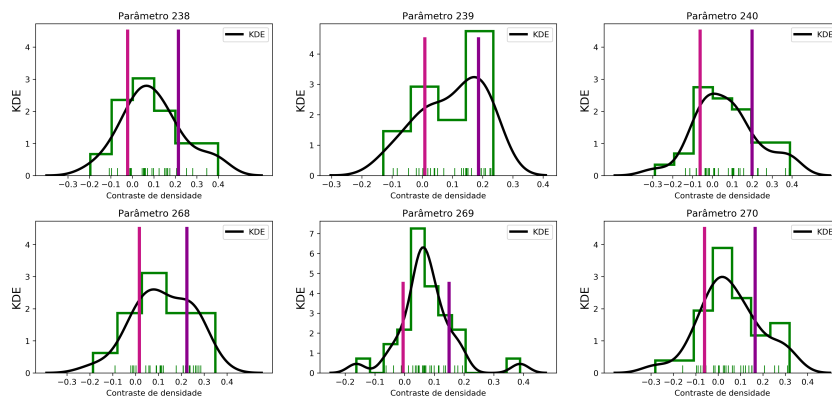 Parâmetro 238
KDE
KDE
4
3
2
1
0
−0.3 −0.2 −0.1 0.0 0.1 0.2 0.3 0.4
Contraste de densidade
Parâmetro 239
KDE
KDE
5
4
3
2
1
0
−0.3 −0.2 −0.1 0.0 0.1 0.2 0.3 0.4
Contraste de densidade
Parâmetro 240
KDE
KDE
4
3
2
1
0
−0.3 −0.2 −0.1 0.0 0.1 0.2 0.3 0.4
Contraste de densidade
Parâmetro 268
KDE
KDE
4
3
2
1
0
−0.3 −0.2 −0.1 0.0 0.1 0.2 0.3 0.4
Contraste de densidade
Parâmetro 269
KDE
KDE
7
6
5
4
3
2
1
0
−0.2 −0.1 0.0 0.1 0.2 0.3 0.4
Contraste de densidade
Parâmetro 270
KDE
KDE
4
3
2
1
0
−0.3 −0.2 −0.1 0.0 0.1 0.2 0.3 0.4
Contraste de densidade